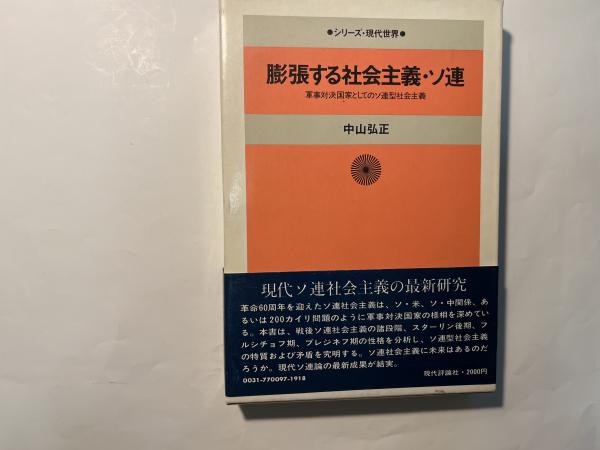 ●シリーズ・現代世界●
膨張する社会主義・ソ連
軍事対決国家としてのソ連型社会主義
中山弘正
現代ソ連社会主義の最新研究
革命60周年を迎えたソ連社会主義は、ソ・米、ソ・中関係、あ
るいは200カイリ問題のように軍事対決国家の様相を深めてい
る。本書は、戦後ソ連社会主義の諸段階、スターリン後期、フ
ルシチョフ期、ブレジネフ期の性格を分析し、ソ連型社会主義
の特質および矛盾を究明する。ソ連社会主義に未来はあるのだ
ろうか。現代ソ連論の最新成果が結実。
0031-770097-1918
現代評論社・2000円